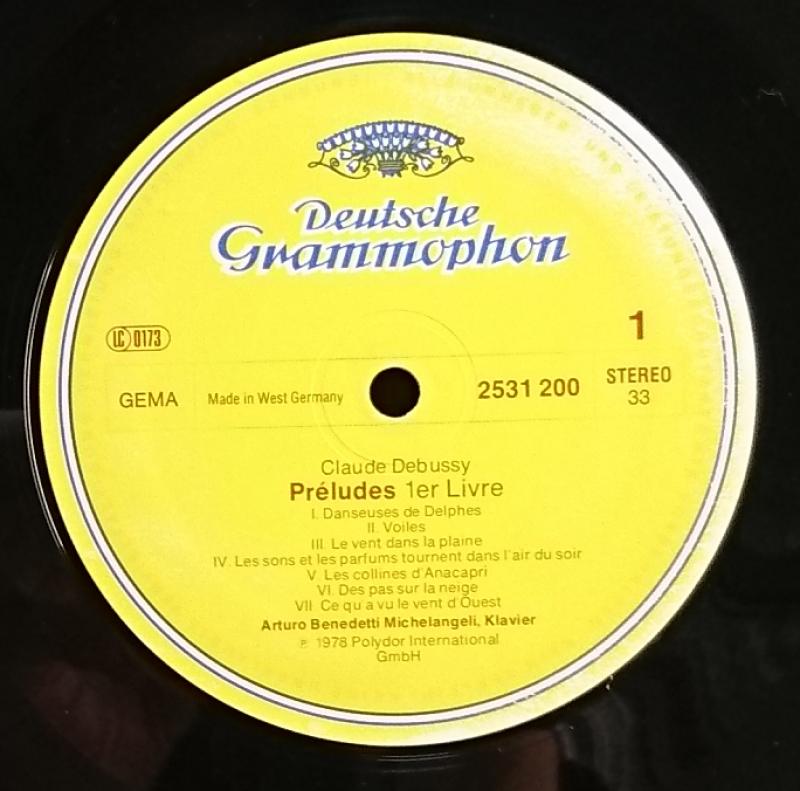 Deutsche
Grammophon
LC 0173
1
GEMA
Made in West Germany
2531 200
STEREO
33
Claude Debussy
Préludes 1er Livre
I. Danseuses de Delphes
II. Voiles
III. Le vent dans la plaine
IV. Les sons et les parfums tournent dans l'air du soir
V. Les collines d'Anacapri
VI. Des pas sur la neige
VII. Ce qu'a vu le vent d'Ouest
Arturo Benedetti Michelangeli, Klavier
℗ 1978 Polydor International
GmbH